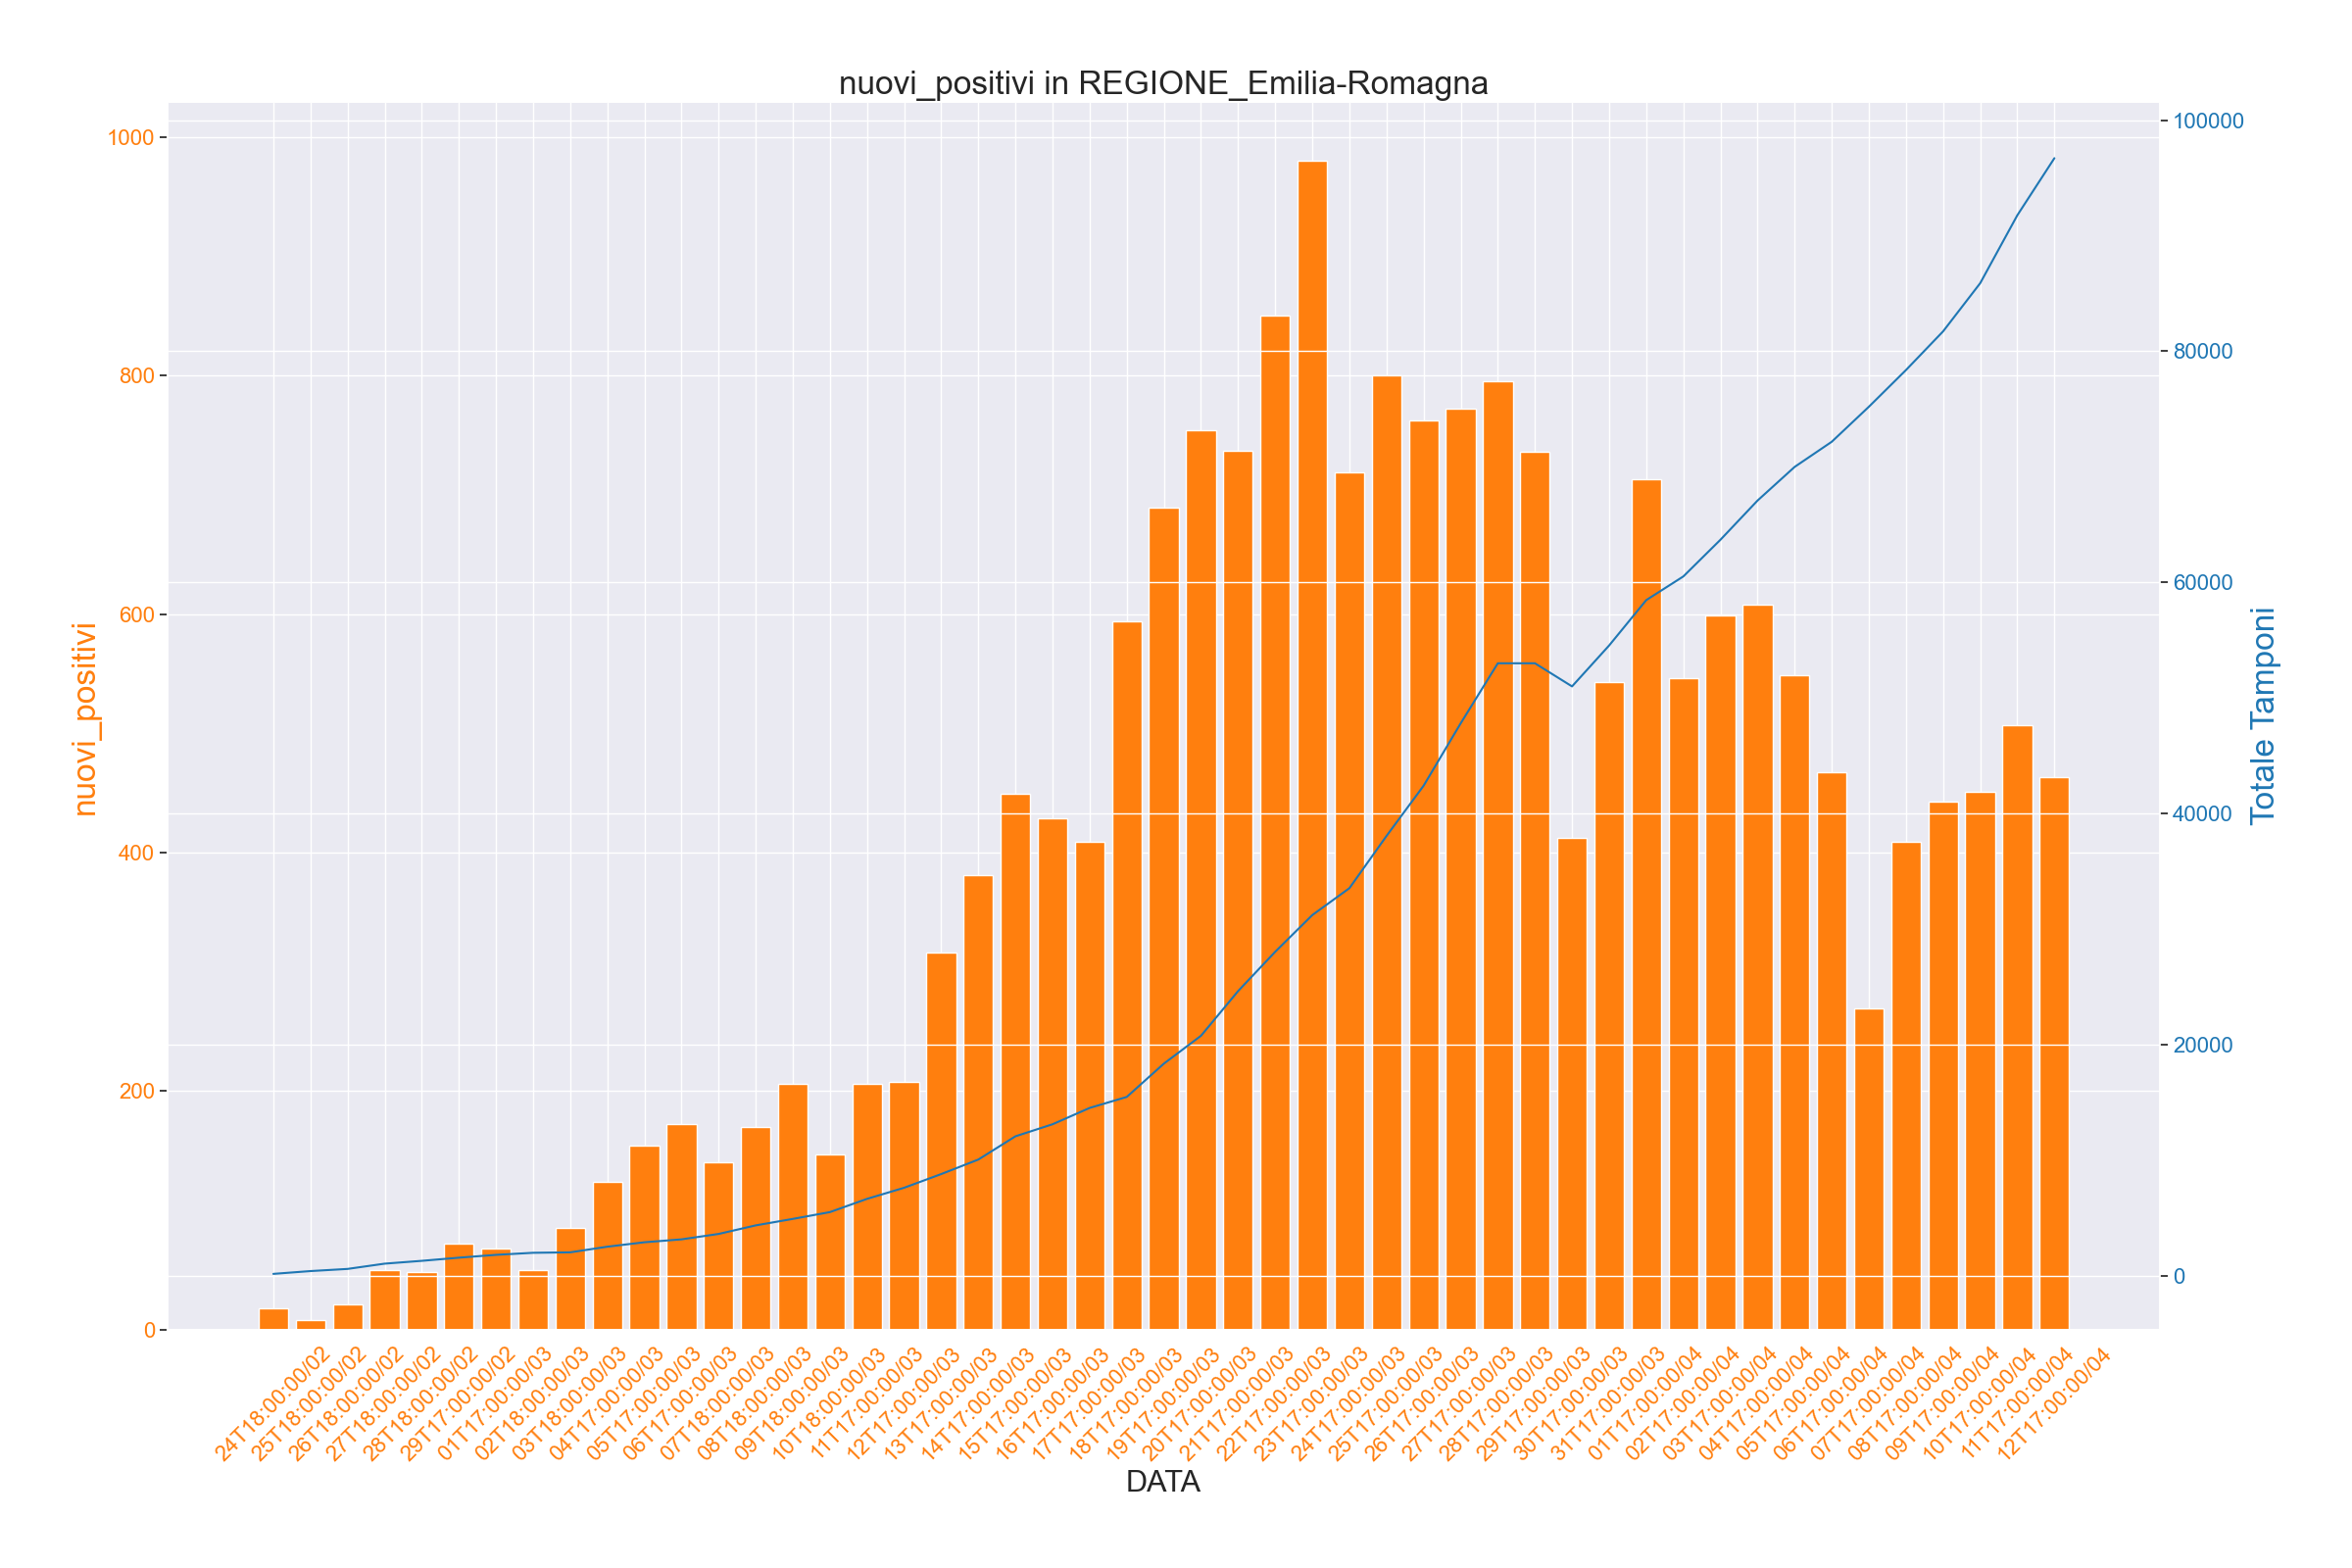 nuovi_positivi in REGIONE_Emilia-Romagna
1000
800
600
400
200
0
nuovi_positivi
100000
80000
60000
40000
20000
0
Totale Tamponi
24T18:00:00/02
25T18:00:00/02
26T18:00:00/02
27T18:00:00/02
28T18:00:00/02
29T17:00:00/02
01T17:00:00/03
02T18:00:00/03
03T18:00:00/03
04T17:00:00/03
05T17:00:00/03
06T17:00:00/03
07T18:00:00/03
08T18:00:00/03
09T18:00:00/03
10T18:00:00/03
11T17:00:00/03
12T17:00:00/03
13T17:00:00/03
14T17:00:00/03
15T17:00:00/03
16T17:00:00/03
17T17:00:00/03
18T17:00:00/03
19T17:00:00/03
20T17:00:00/03
21T17:00:00/03
22T17:00:00/03
23T17:00:00/03
24T17:00:00/03
25T17:00:00/03
26T17:00:00/03
27T17:00:00/03
28T17:00:00/03
29T17:00:00/03
30T17:00:00/03
31T17:00:00/03
01T17:00:00/04
02T17:00:00/04
03T17:00:00/04
04T17:00:00/04
05T17:00:00/04
06T17:00:00/04
07T17:00:00/04
08T17:00:00/04
09T17:00:00/04
10T17:00:00/04
11T17:00:00/04
12T17:00:00/04
DATA